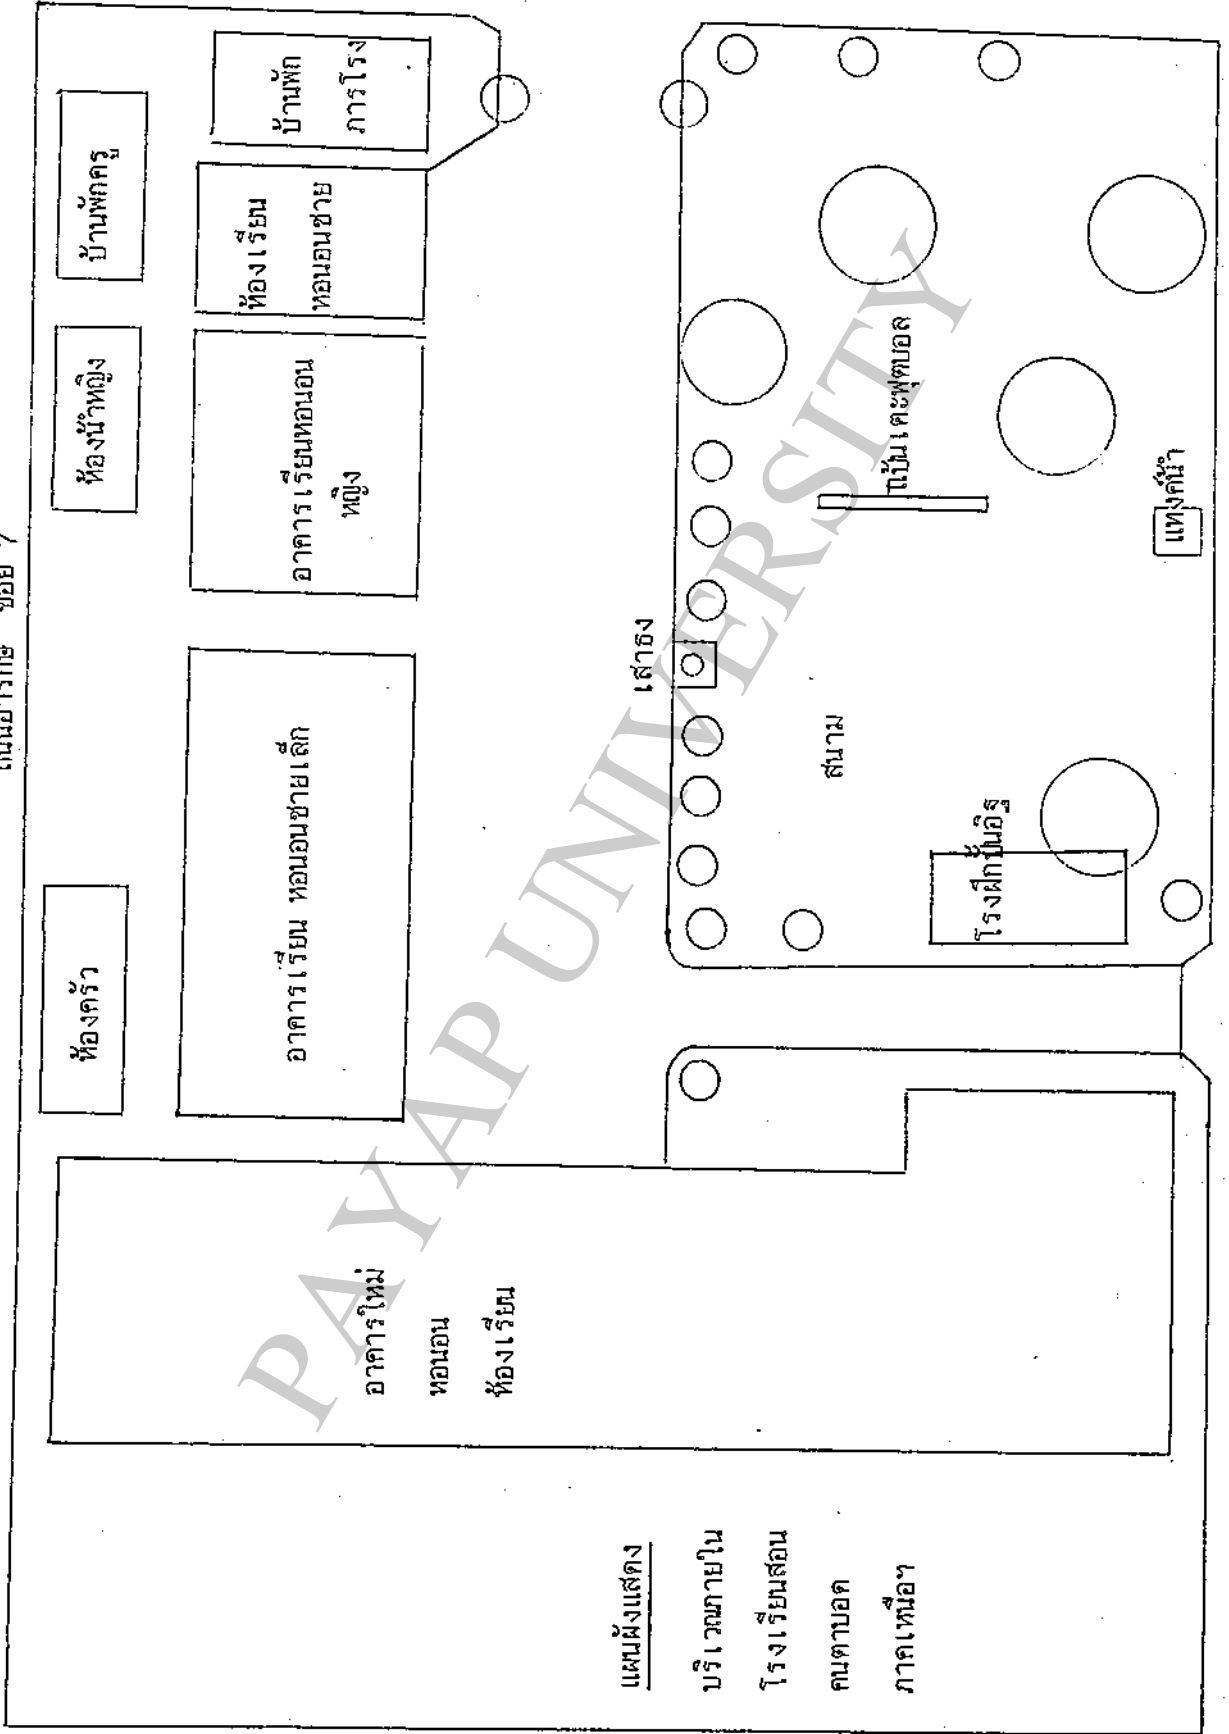 แผนผังแสดง
บริเวณภายใน
โรงเรียนสอน
คนตาบอด
ภาคเหนือฯ
อาคารใหม่
หอนอน
ห้องเรียน
ห้องครัว
อาคารเรียน หอนอนชายเล็ก
ห้องน้ำหญิง
อาคารเรียนหอนอน
หญิง
บ้านพักครู
ห้องเรียน
หอนอนชาย
บ้านพัก
ภารโรง
เสาธง
สนาม
โรงฝึกปั้นอิฐ
แป้นเตะฟุตบอล
แทงค์น้ำ
PAYAP UNIVERSITY